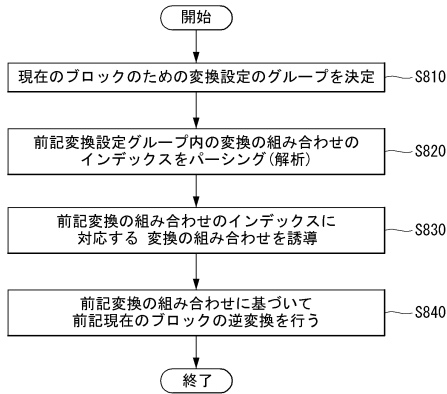 開始
現在のブロックのための変換設定のグループを決定
S810
前記変換設定グループ内の変換の組み合わせの
インデックスをパーシング(解析)
S820
前記変換の組み合わせのインデックスに
対応する 変換の組み合わせを誘導
S830
前記変換の組み合わせに基づいて
前記現在のブロックの逆変換を行う
S840
終了